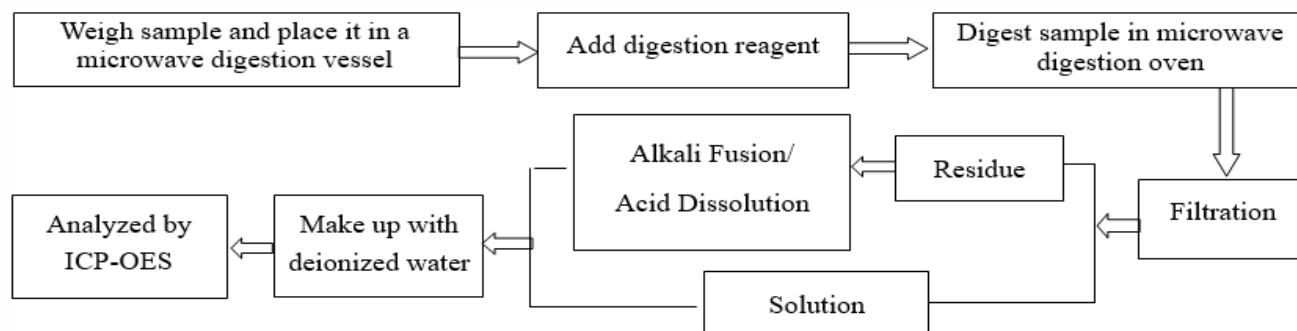 Weigh sample and place it in a
microwave digestion vessel
Add digestion reagent
Digest sample in microwave
digestion oven
Filtration
Residue
Alkali Fusion/
Acid Dissolution
Solution
Make up with
deionized water
Analyzed by
ICP-OES